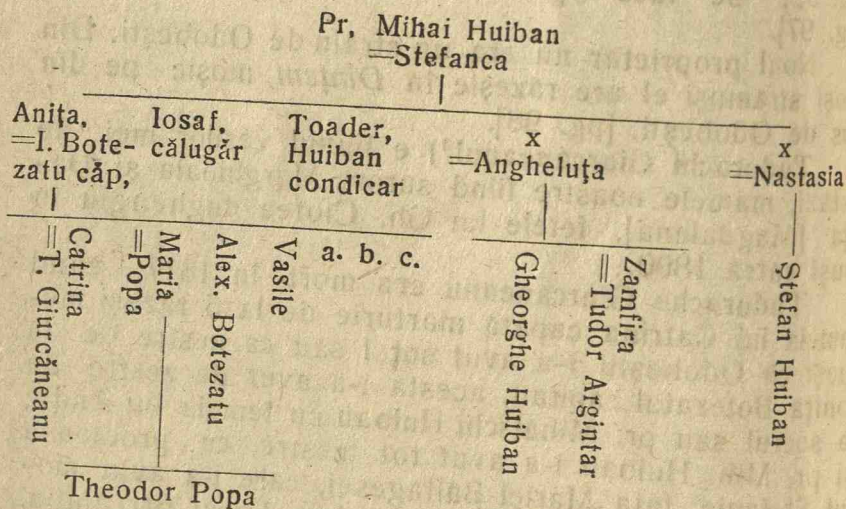 Pr, Mihai Huiban
=Stefanca
Anița,
=I. Bote-
zatu căp,
Iosaf,
călugăr
Toader,
Huiban
condicar
x
=Angheluța
x
=Nastasia
Catrina
=T. Giurcăneanu
Maria
=Popa
Alex. Botezatu
Vasile
a. b. c.
Gheorghe Huiban
Zamfira
=Tudor Argintar
Ștefan Huiban
Theodor Popa